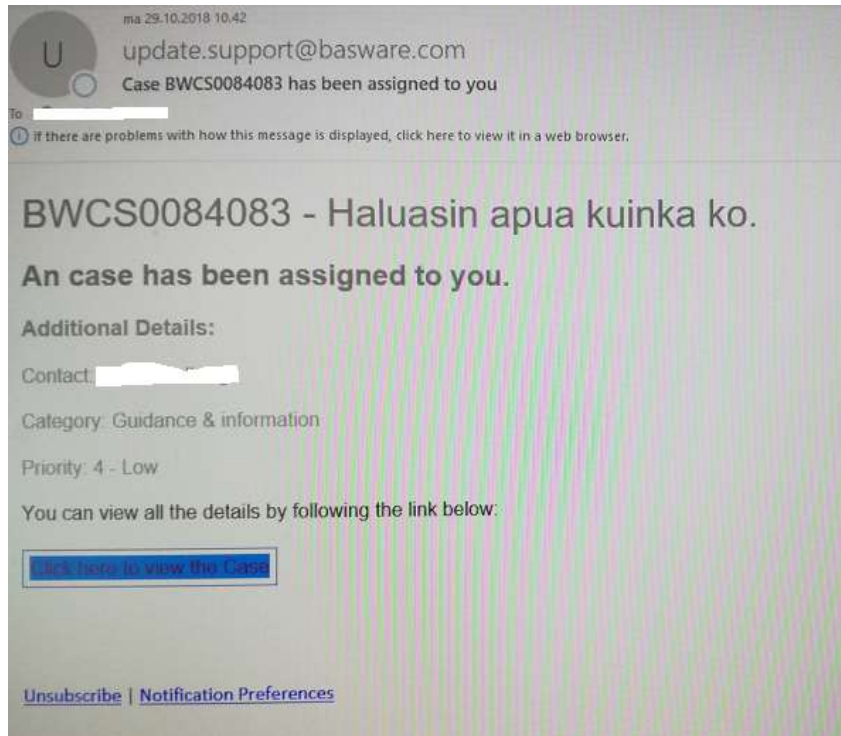 ma 29.10.2018 10.42
U
update.support@basware.com
Case BWCS0084083 has been assigned to you
To
If there are problems with how this message is displayed, click here to view it in a web browser.
BWCS0084083 - Haluasin apua kuinka ko.
An case has been assigned to you.
Additional Details:
Contact:
Category: Guidance & information
Priority: 4 - Low
You can view all the details by following the link below:
Click here to view the Case
Unsubscribe | Notification Preferences